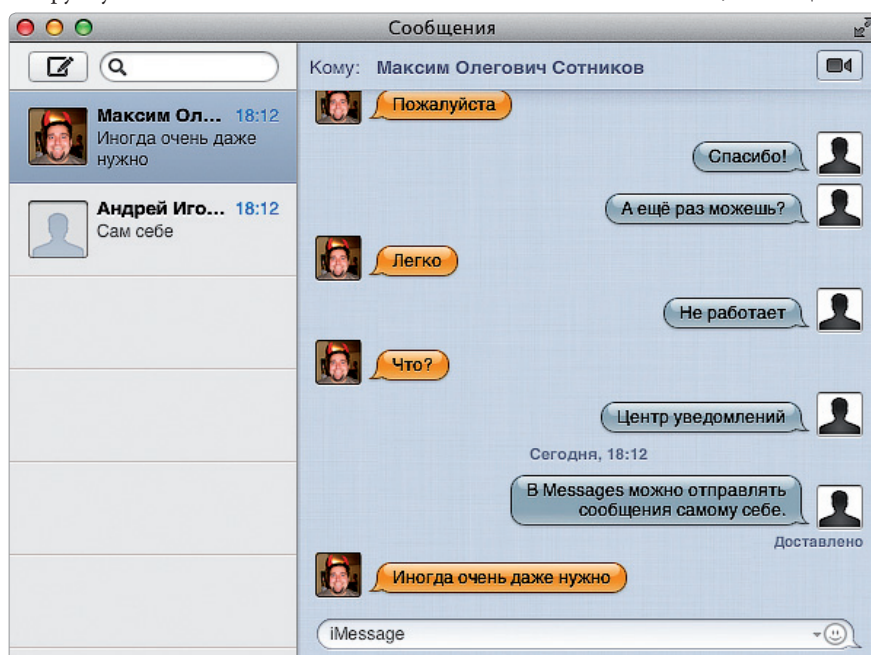 Сообщения
Кому: Максим Олегович Сотников
Максим Ол... 18:12
Иногда очень даже
нужно
Андрей Иго... 18:12
Сам себе
Пожалуйста
Спасибо!
А ещё раз можешь?
Легко
Не работает
Что?
Центр уведомлений
Сегодня, 18:12
В Messages можно отправлять
сообщения самому себе.
Доставлено
Иногда очень даже нужно
iMessage